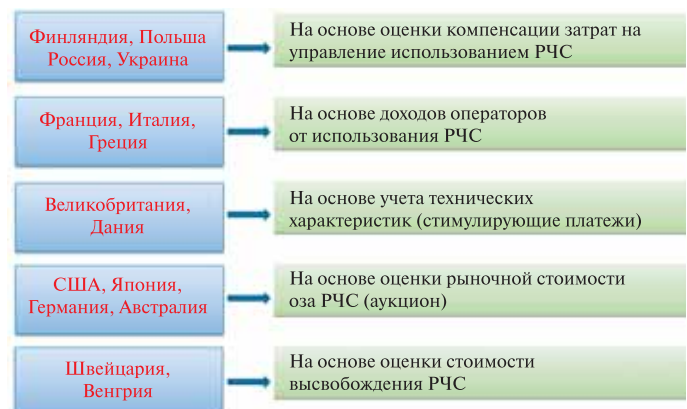 Финляндия, Польша
Россия, Украина
На основе оценки компенсации затрат на
управление использованием РЧС
Франция, Италия,
Греция
На основе доходов операторов
от использования РЧС
Великобритания,
Дания
На основе учета технических
характеристик (стимулирующие платежи)
США, Япония,
Германия, Австралия
На основе оценки рыночной стоимости
оза РЧС (аукцион)
Швейцария,
Венгрия
На основе оценки стоимости
высвобождения РЧС